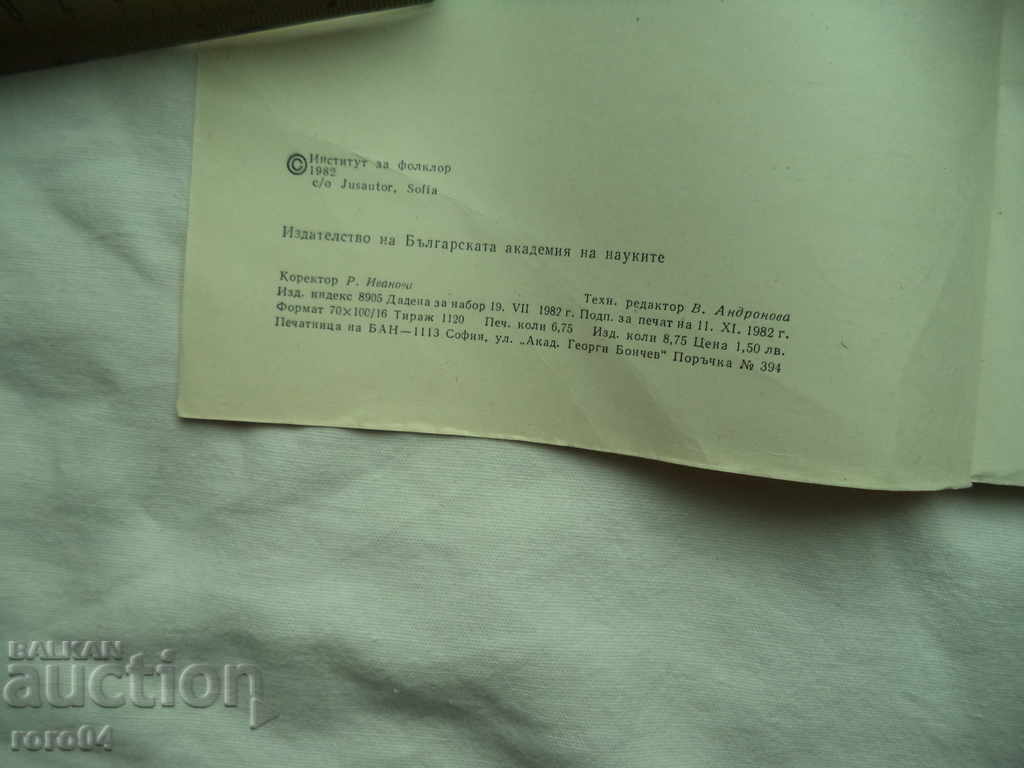 © Институт за фолклор
1982
c/o Jusautor, Sofia
Издателство на Българската академия на науките
Коректор Р. Иванова Техн. редактор В. Андронова
Изд. индекс 8905 Дадена за набор 19. VII 1982 г. Подп. за печат на 11. XI. 1982 г.
Формат 70×100/16 Тираж 1120 Печ. коли 6,75 Изд. коли 8,75 Цена 1,50 лв.
Печатница на БАН—1113 София, ул. „Акад. Георги Бончев“ Поръчка № 394
BALKAN
auction
roro04